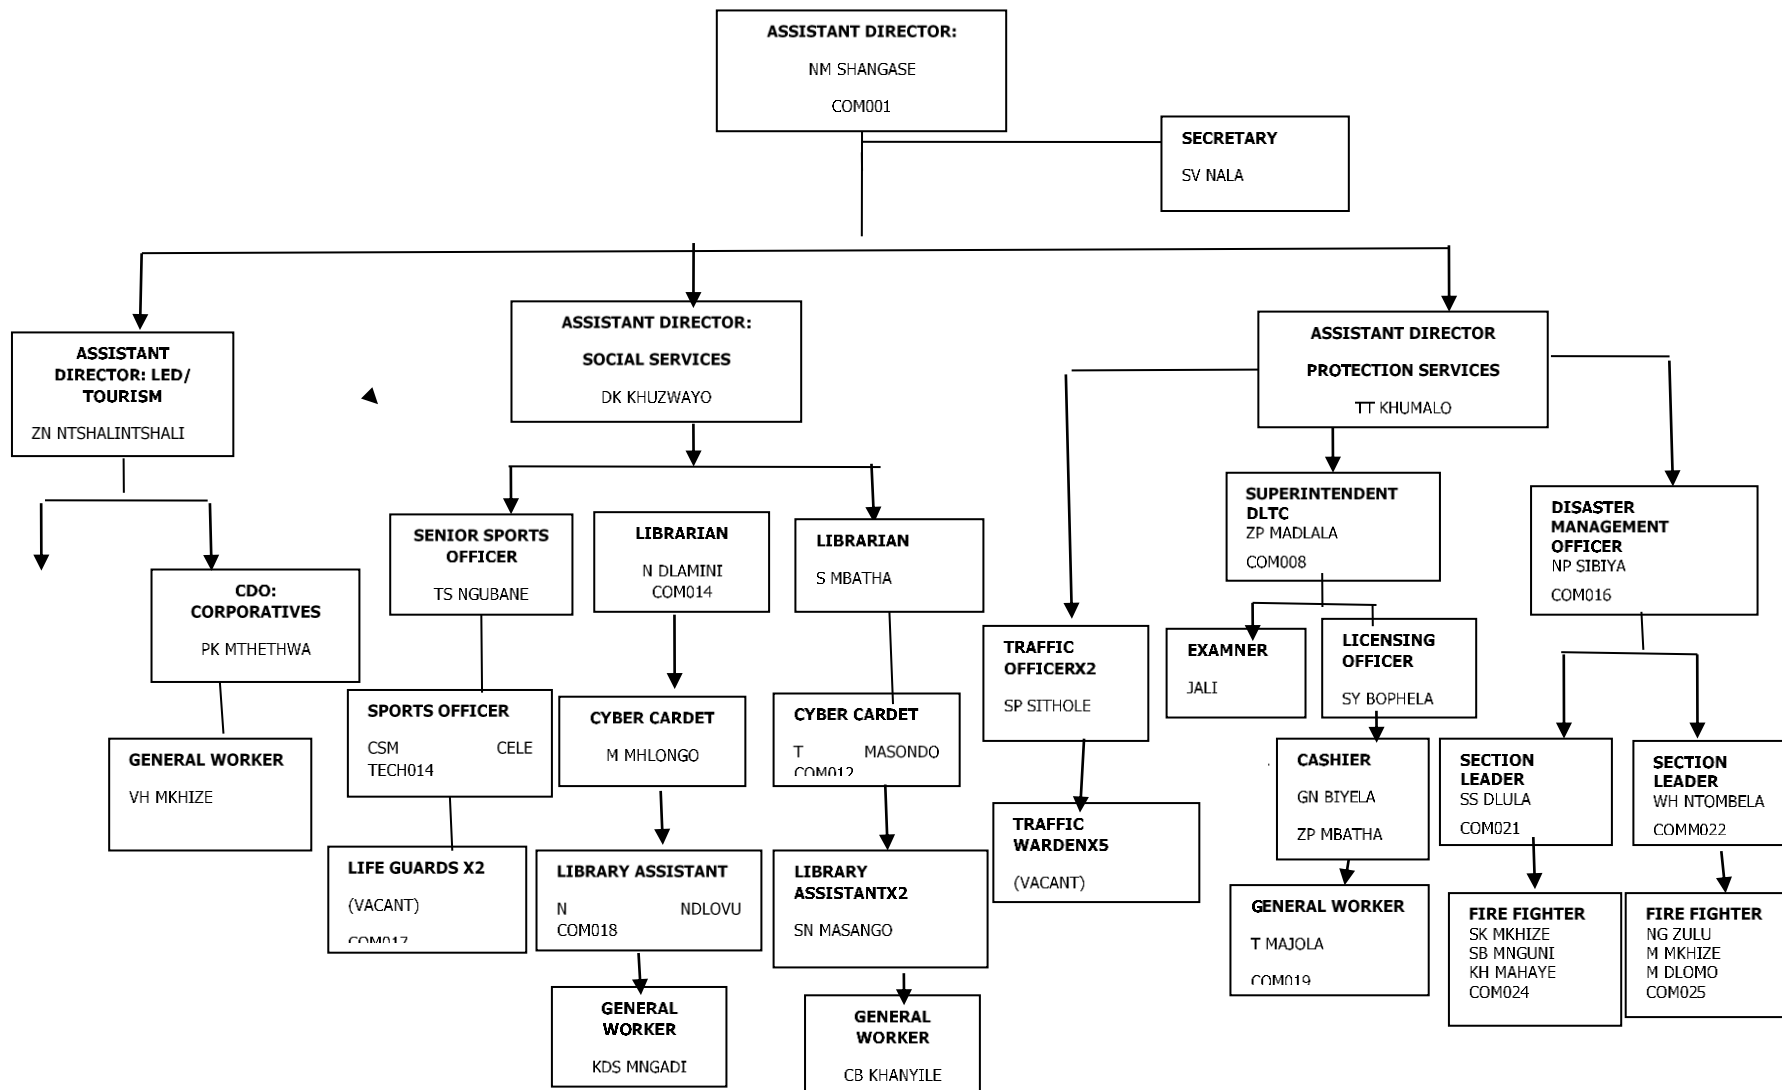 ASSISTANT DIRECTOR:
NM SHANGASE
COM001
SECRETARY
SV NALA
ASSISTANT
DIRECTOR: LED/
TOURISM
ZN NTSHALINTSHALI
ASSISTANT DIRECTOR:
SOCIAL SERVICES
DK KHUZWAYO
ASSISTANT DIRECTOR
PROTECTION SERVICES
TT KHUMALO
CDO:
CORPORATIVES
PK MTHETHWA
GENERAL WORKER
VH MKHIZE
SENIOR SPORTS
OFFICER
TS NGUBANE
SPORTS OFFICER
CSM CELE
TECH014
LIFE GUARDS X2
(VACANT)
COM017
LIBRARIAN
N DLAMINI
COM014
CYBER CARDET
M MHLONGO
LIBRARY ASSISTANT
N NDLOVU
COM018
GENERAL
WORKER
KDS MNGADI
LIBRARIAN
S MBATHA
CYBER CARDET
T MASONDO
COM012
LIBRARY
ASSISTANTX2
SN MASANGO
GENERAL
WORKER
CB KHANYILE
TRAFFIC
OFFICERX2
SP SITHOLE
TRAFFIC
WARDENX5
(VACANT)
SUPERINTENDENT
DLTC
ZP MADLALA
COM008
EXAMNER
JALI
LICENSING
OFFICER
SY BOPHELA
CASHIER
GN BIYELA
ZP MBATHA
GENERAL WORKER
T MAJOLA
COM019
DISASTER
MANAGEMENT
OFFICER
NP SIBIYA
COM016
SECTION
LEADER
SS DLULA
COM021
FIRE FIGHTER
SK MKHIZE
SB MNGUNI
KH MAHAYE
COM024
SECTION
LEADER
WH NTOMBELA
COMM022
FIRE FIGHTER
NG ZULU
M MKHIZE
M DLOMO
COM025